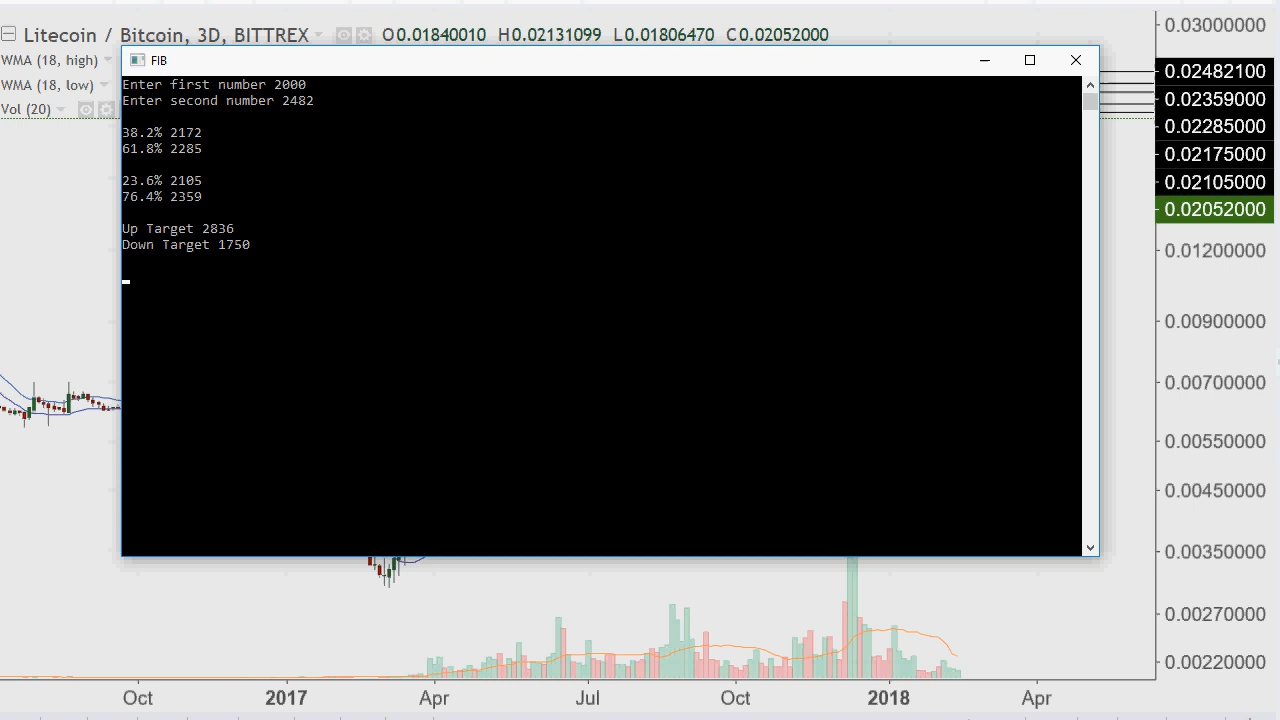 Litecoin / Bitcoin, 3D, BITTREX O0.01840010 H0.02131099 L0.01806470 C0.02052000
WMA (18, high)
WMA (18, low)
Vol (20)
FIB
Enter first number 2000
Enter second number 2482
38.2% 2172
61.8% 2285
23.6% 2105
76.4% 2359
Up Target 2836
Down Target 1750
0.03000000
0.02482100
0.02359000
0.02285000
0.02175000
0.02105000
0.02052000
0.01200000
0.00900000
0.00700000
0.00550000
0.00450000
0.00350000
0.00270000
0.00220000
Oct 2017 Apr Jul Oct 2018 Apr